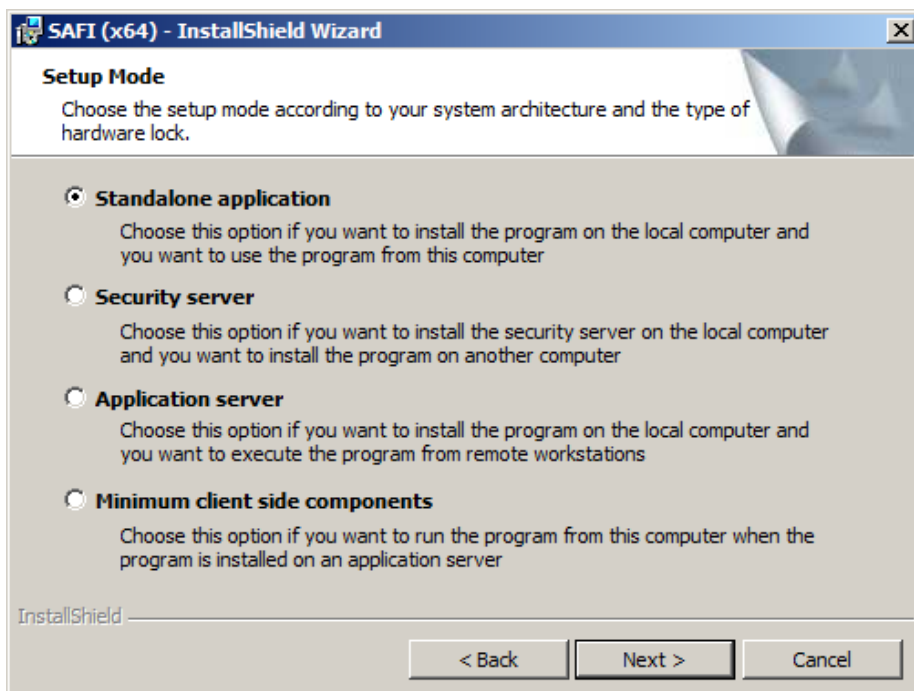 SAFI (x64) - InstallShield Wizard
Setup Mode
Choose the setup mode according to your system architecture and the type of
hardware lock.
Standalone application
Choose this option if you want to install the program on the local computer and
you want to use the program from this computer
Security server
Choose this option if you want to install the security server on the local computer
and you want to install the program on another computer
Application server
Choose this option if you want to install the program on the local computer and
you want to execute the program from remote workstations
Minimum client side components
Choose this option if you want to run the program from this computer when the
program is installed on an application server
InstallShield
< Back Next > Cancel